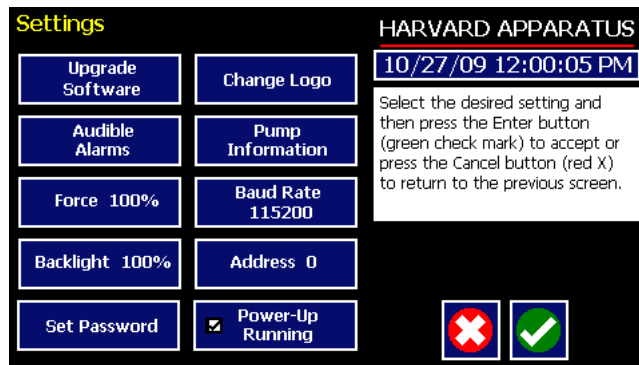 Settings
Upgrade
Software
Change Logo
Audible
Alarms
Pump
Information
Force 100%
Baud Rate
115200
Backlight 100%
Address 0
Set Password
Power-Up
Running
HARVARD APPARATUS
10/27/09 12:00:05 PM
Select the desired setting and
then press the Enter button
(green check mark) to accept or
press the Cancel button (red X)
to return to the previous screen.